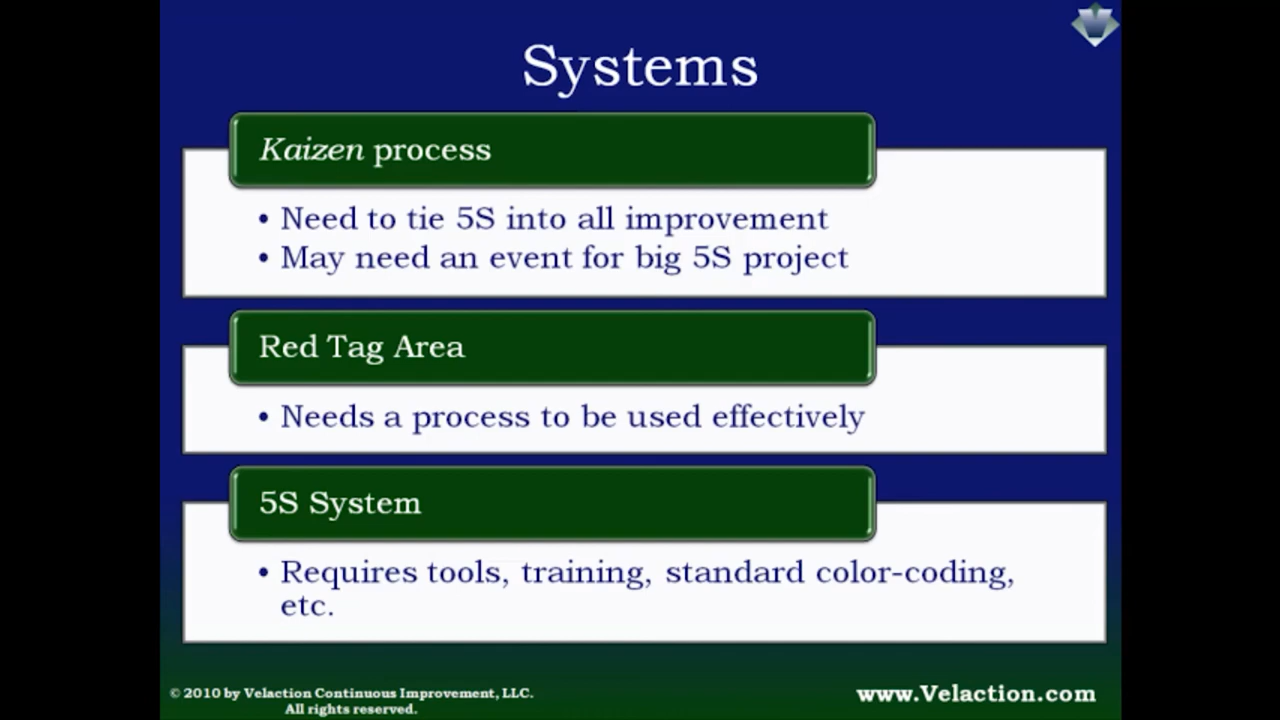 Systems
Kaizen process
• Need to tie 5S into all improvement
• May need an event for big 5S project
Red Tag Area
• Needs a process to be used effectively
5S System
• Requires tools, training, standard color-coding,
etc.
© 2010 by Velaction Continuous Improvement, LLC.
All rights reserved.
www.Velaction.com